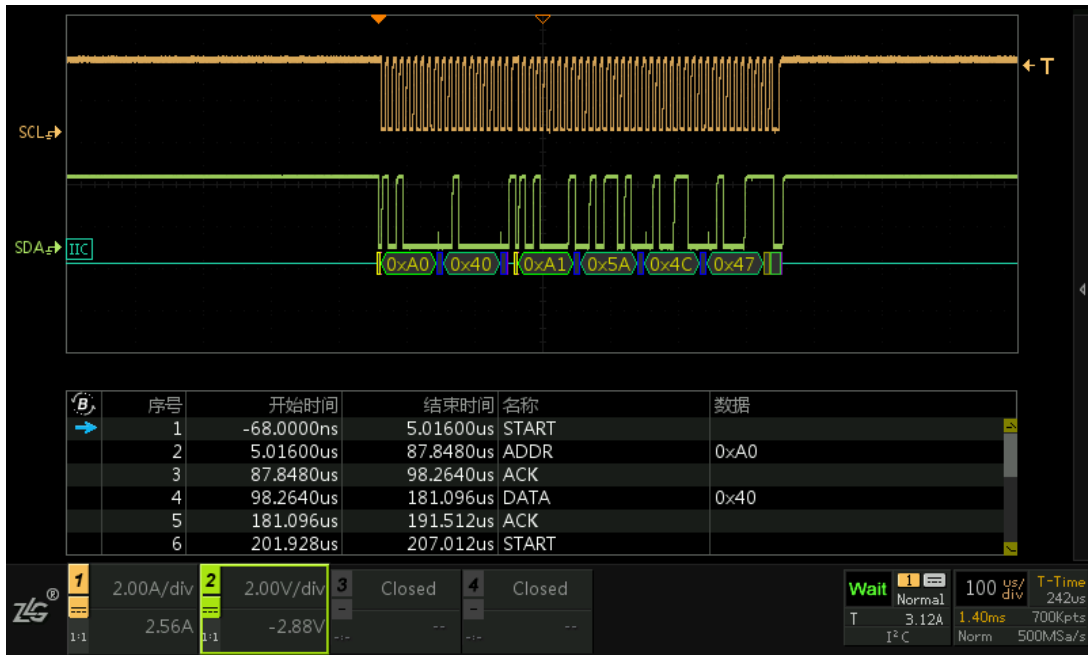 T
SCL
SDA
IIC
0xA0 0x40 0xA1 0x5A 0x4C 0x47
B 序号 开始时间 结束时间 名称 数据
1 -68.0000ns 5.01600us START
2 5.01600us 87.8480us ADDR 0xA0
3 87.8480us 98.2640us ACK
4 98.2640us 181.096us DATA 0x40
5 181.096us 191.512us ACK
6 201.928us 207.012us START
ZLG®
1 2.00A/div 2 2.00V/div 3 Closed 4 Closed
1:1 2.56A 1:1 -2.88V -:- -- -:- --
Wait 1 Normal 100 us/div T-Time 242us
T 3.12A 1.40ms 700Kpts
I²C Norm 500MSa/s